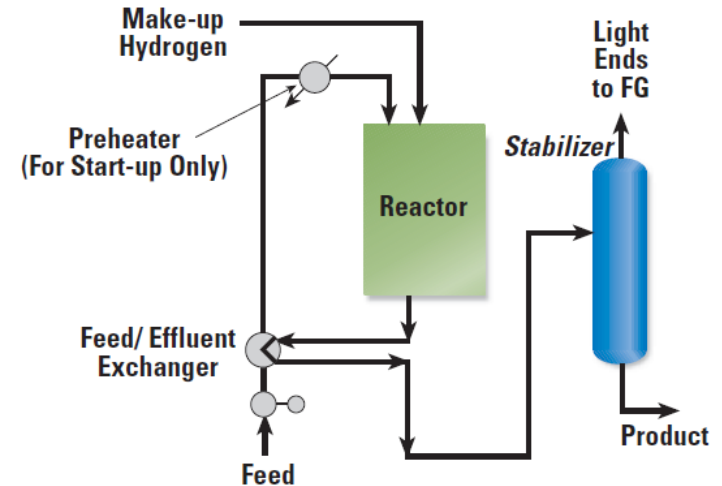 Make-up
Hydrogen
Light
Ends
to FG
Preheater
(For Start-up Only)
Stabilizer
Reactor
Feed/ Effluent
Exchanger
Product
Feed